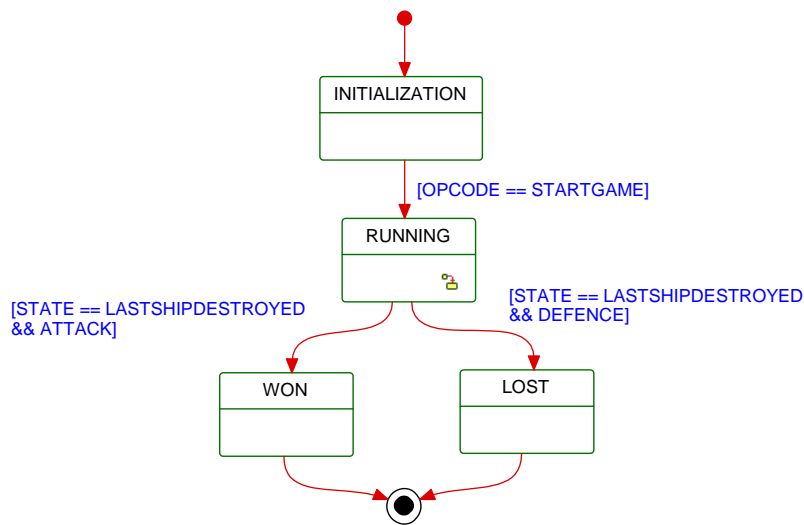 INITIALIZATION
[OPCODE == STARTGAME]
RUNNING
[STATE == LASTSHIPDESTROYED
&& ATTACK]
[STATE == LASTSHIPDESTROYED
&& DEFENCE]
WON
LOST